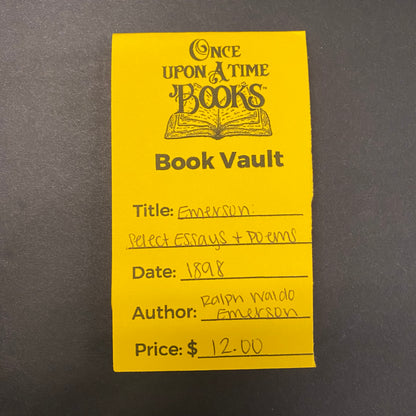 ONCE
UPON A TIME
BOOKS™
Book Vault
Title: Emerson:
Select Essays + Poems
Date: 1898
Ralph Waldo
Author: Emerson
Price: $ 12.00